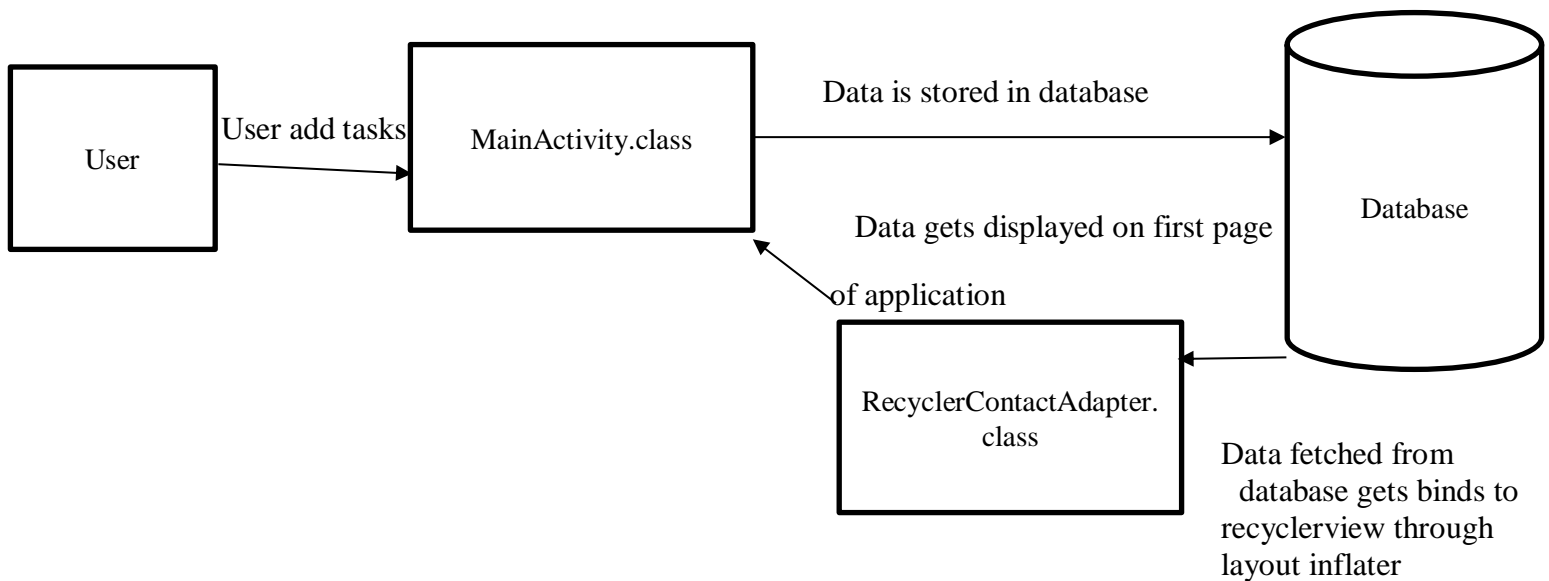 User
User add tasks
MainActivity.class
Data is stored in database
Database
Data gets displayed on first page
of application
RecyclerContactAdapter.
class
Data fetched from
database gets binds to
recyclerview through
layout inflater